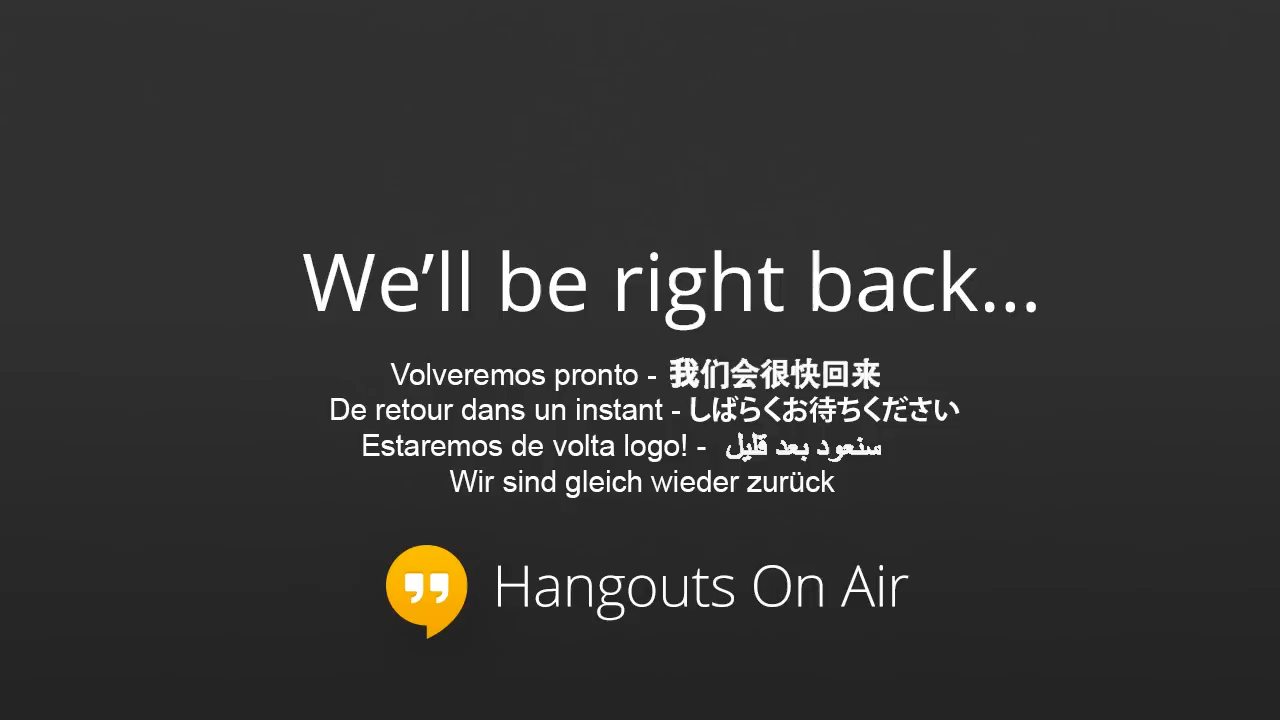 We'll be right back...
Volveremos pronto - 我们会很快回来
De retour dans un instant - しばらくお待ちください
Estaremos de volta logo! - سنعود بعد قليل
Wir sind gleich wieder zurück
Hangouts On Air